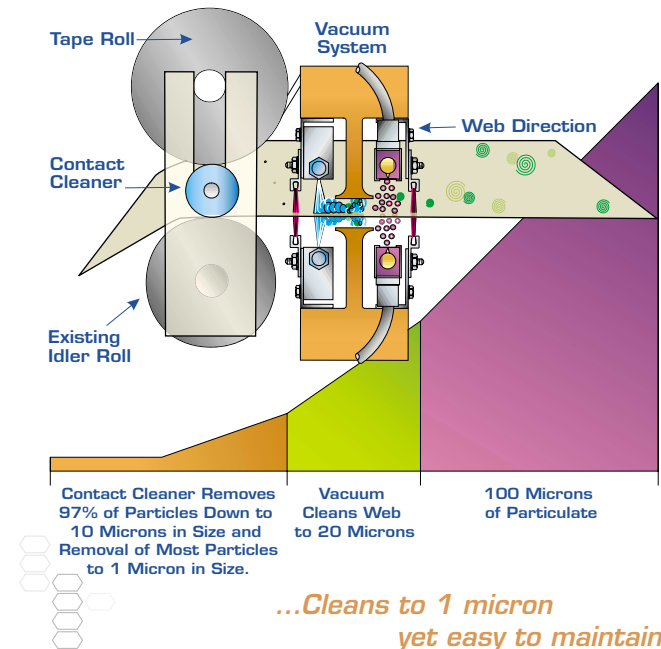 Tape Roll
Vacuum
System
Web Direction
Contact
Cleaner
Existing
Idler Roll
Contact Cleaner Removes
97% of Particles Down to
10 Microns in Size and
Removal of Most Particles
to 1 Micron in Size.
Vacuum
Cleans Web
to 20 Microns
100 Microns
of Particulate
...Cleans to 1 micron
yet easy to maintain